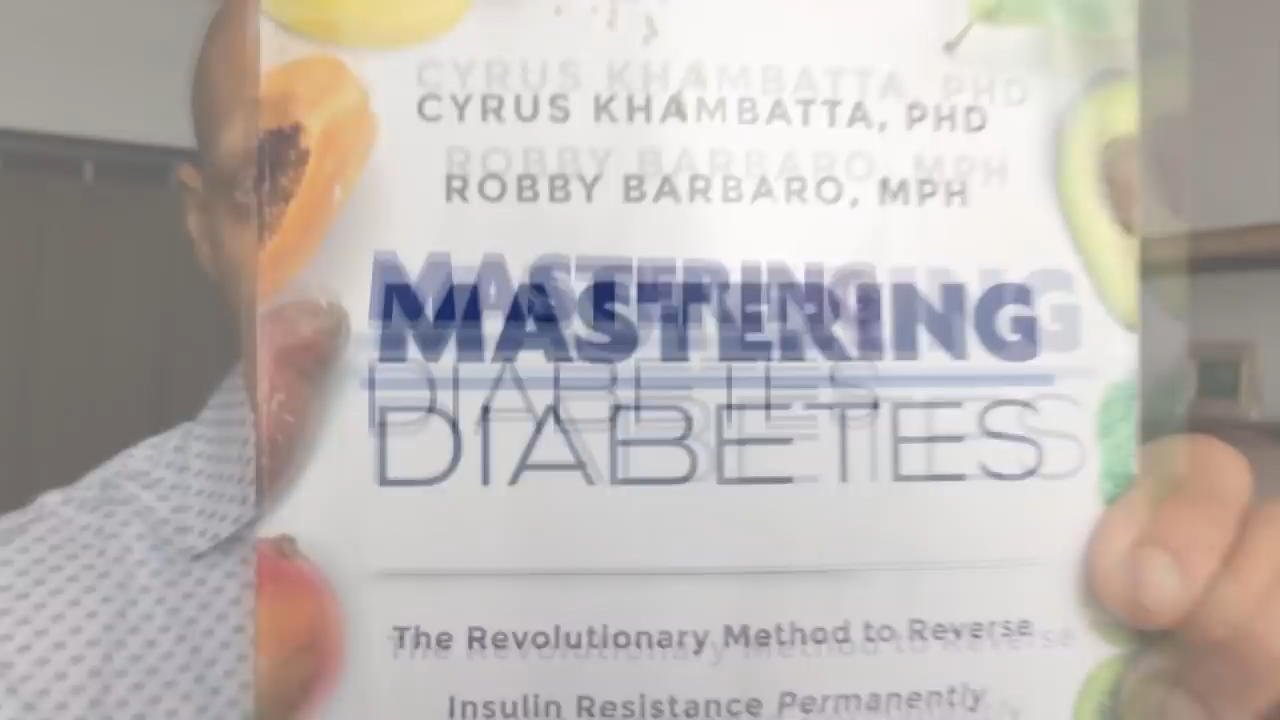 CYRUS KHAMBATTA, PHD
ROBBY BARBARO, MPH
MASTERING
DIABETES
The Revolutionary Method to Reverse
Insulin Resistance Permanently